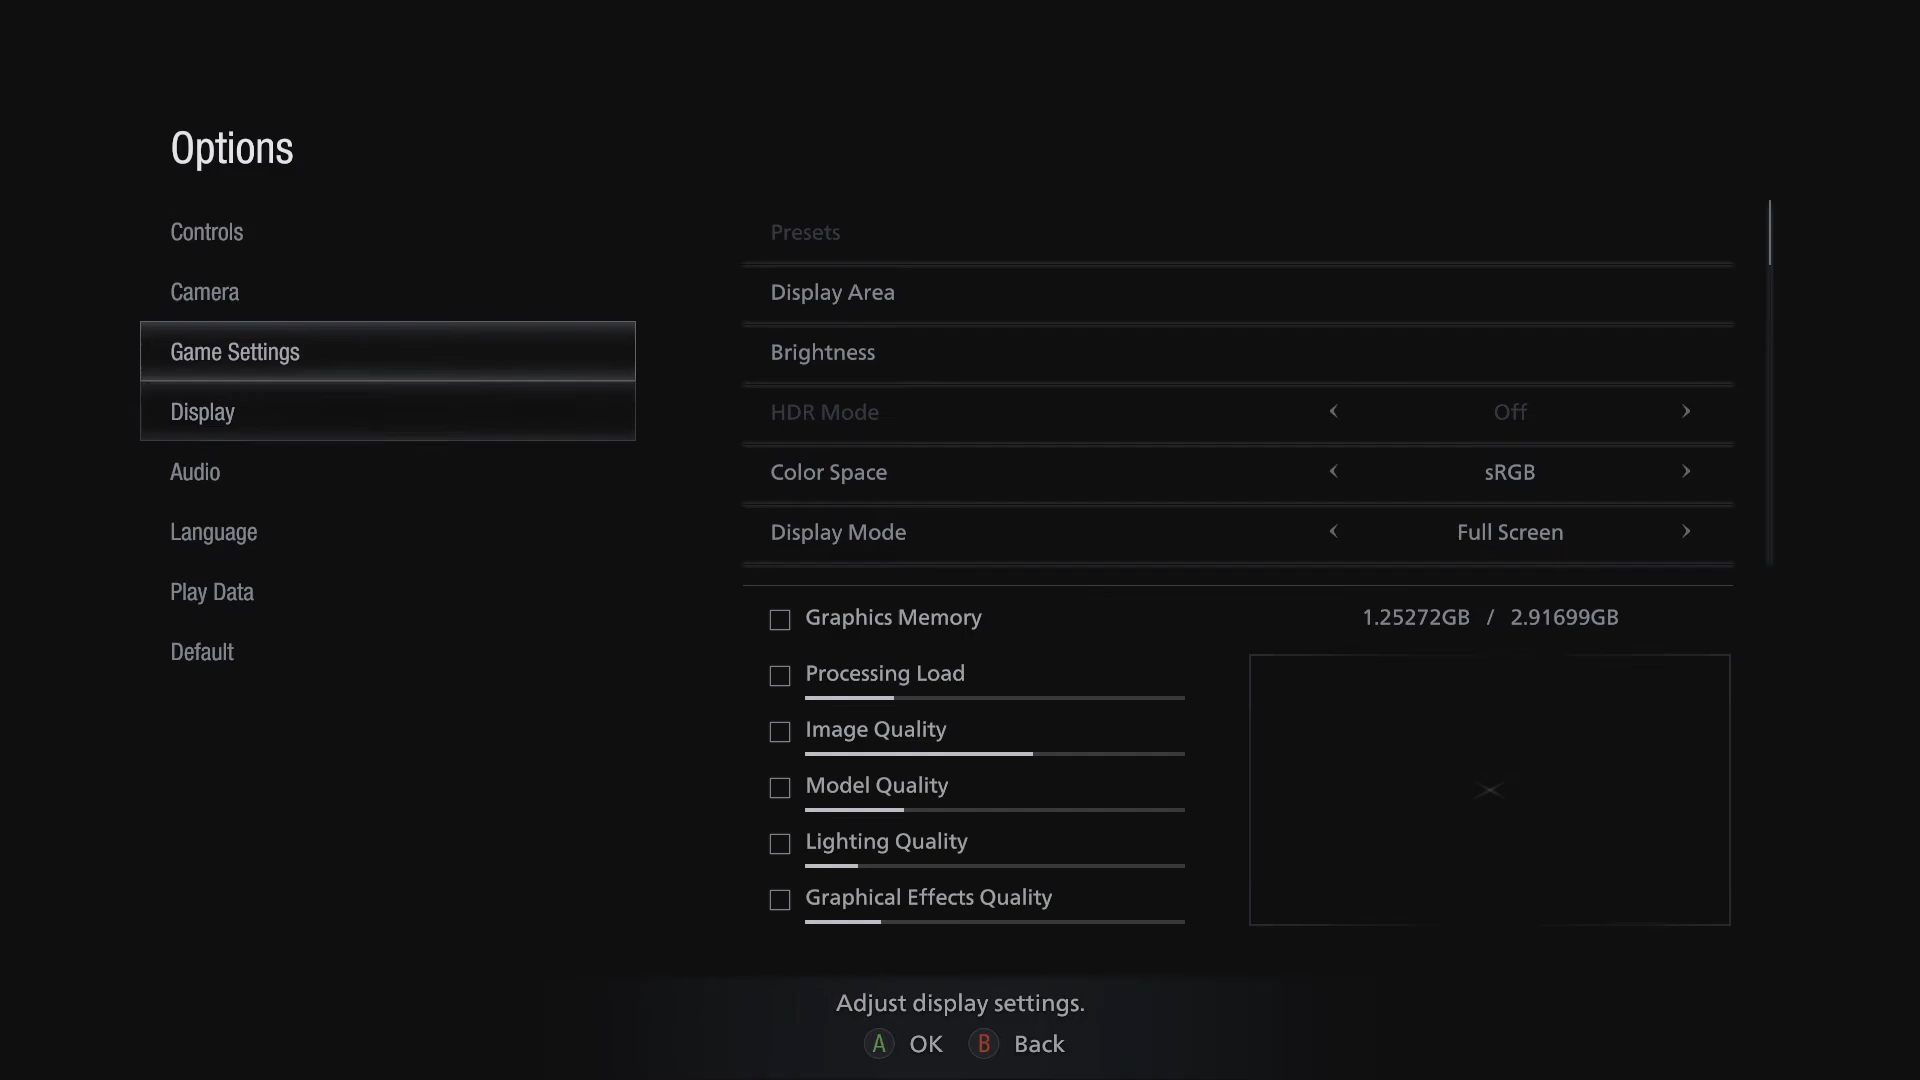 Options
Controls
Camera
Game Settings
Display
Audio
Language
Play Data
Default
Presets
Display Area
Brightness
HDR Mode Off
Color Space sRGB
Display Mode Full Screen
Graphics Memory 1.25272GB / 2.91699GB
Processing Load
Image Quality
Model Quality
Lighting Quality
Graphical Effects Quality
Adjust display settings.
A OK B Back